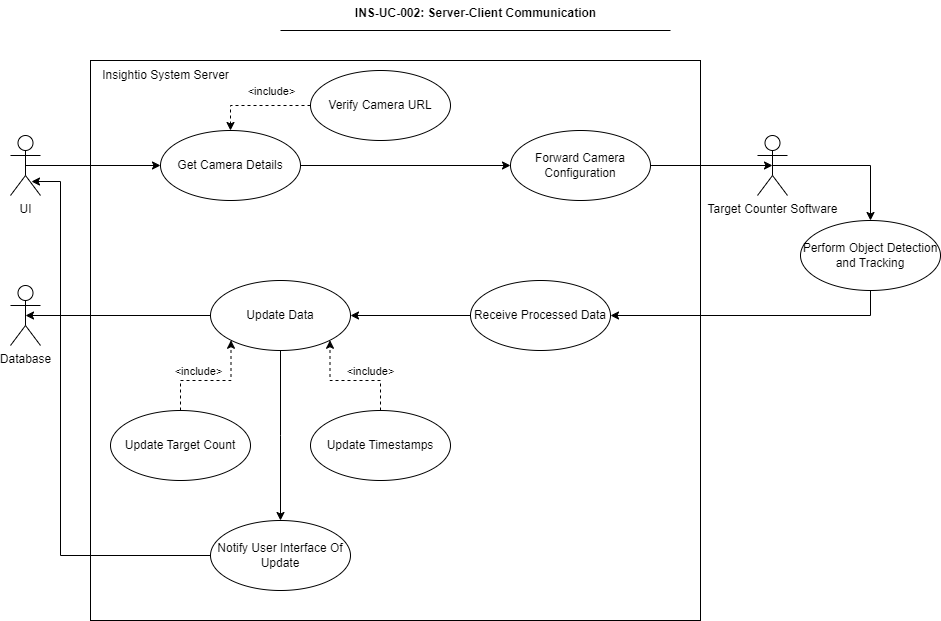 INS-UC-002: Server-Client Communication
Insightio System Server
<include>
Verify Camera URL
Get Camera Details
Forward Camera
Configuration
UI
Target Counter Software
Perform Object Detection
and Tracking
Update Data
Receive Processed Data
Database
<include>
<include>
Update Target Count
Update Timestamps
Notify User Interface Of
Update